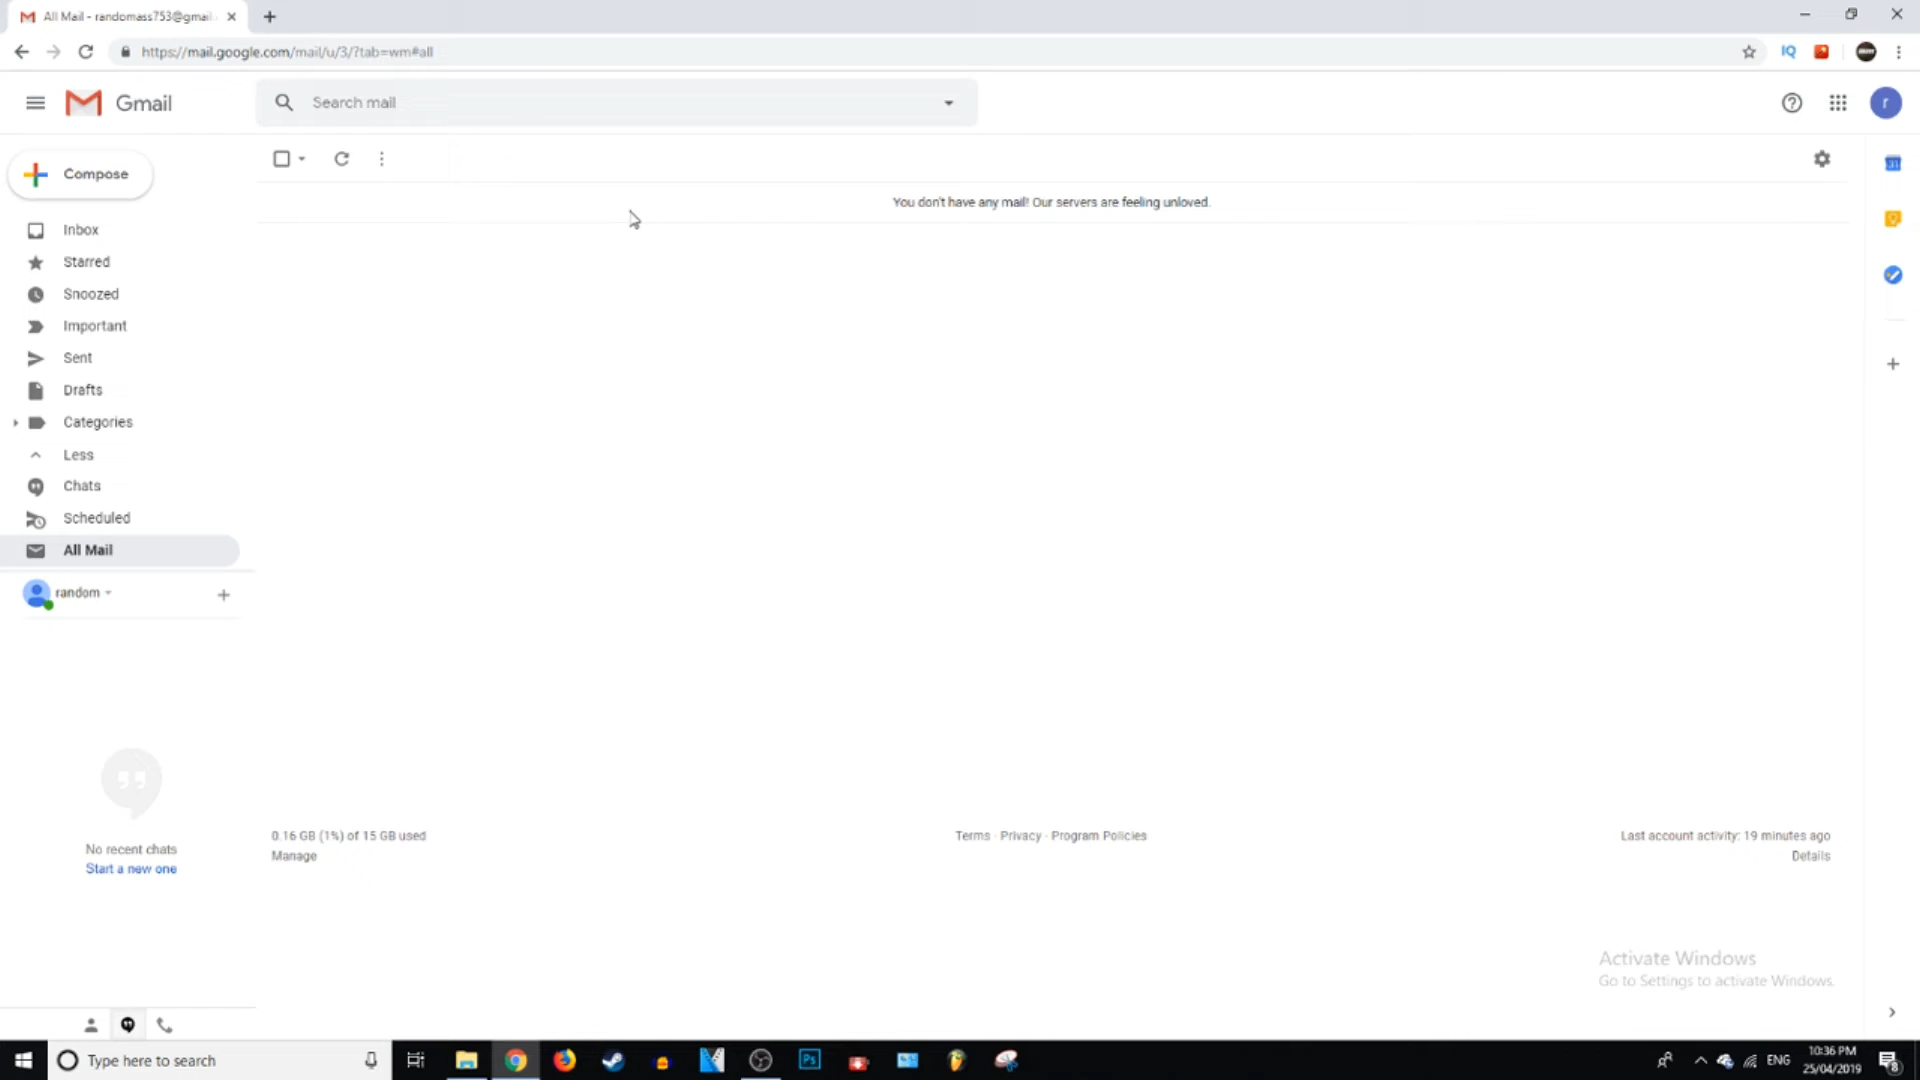 All Mail - randomass753@gmail.
https://mail.google.com/mail/u/3/?tab=wm#all
IQ
Gmail
Search mail
r
Compose
You don't have any mail! Our servers are feeling unloved.
31
Inbox
Starred
Snoozed
Important
Sent
Drafts
Categories
Less
Chats
Scheduled
All Mail
random
No recent chats
Start a new one
0.16 GB (1%) of 15 GB used
Manage
Terms · Privacy · Program Policies
Last account activity: 19 minutes ago
Details
Activate Windows
Go to Settings to activate Windows.
Type here to search
Ps
ENG
10:36 PM
25/04/2019
8